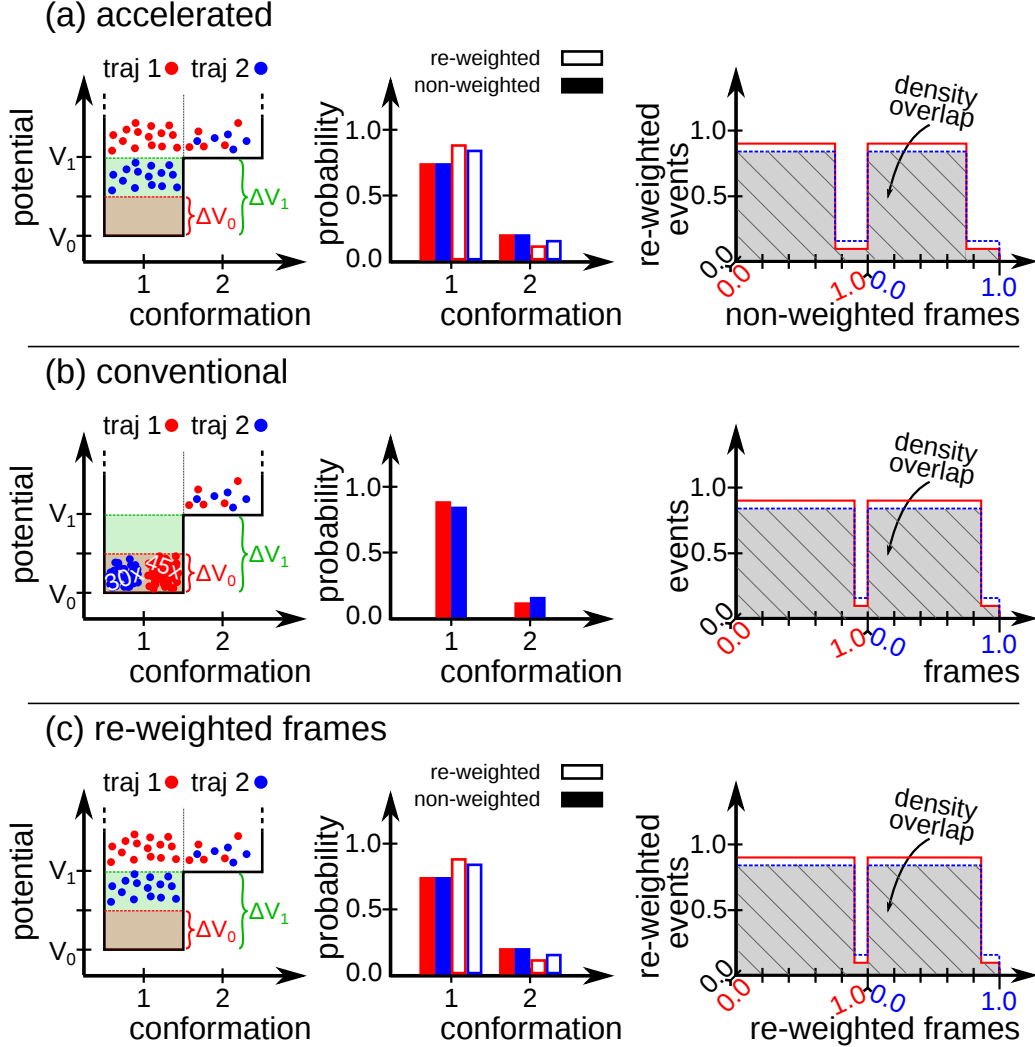 (a) accelerated
traj 1 traj 2
potential
V1
V0
ΔV0
ΔV1
1 2
conformation
re-weighted
non-weighted
probability
1.0
0.5
0.0
1 2
conformation
density
overlap
re-weighted
events
1.0
0.5
0.0
0.0 1.0 0.0 1.0
non-weighted frames
(b) conventional
traj 1 traj 2
potential
V1
V0
30x 45x
ΔV0
ΔV1
1 2
conformation
probability
1.0
0.5
0.0
1 2
conformation
density
overlap
events
1.0
0.5
0.0
0.0 1.0 0.0 1.0
frames
(c) re-weighted frames
traj 1 traj 2
potential
V1
V0
ΔV0
ΔV1
1 2
conformation
re-weighted
non-weighted
probability
1.0
0.5
0.0
1 2
conformation
density
overlap
re-weighted
events
1.0
0.5
0.0
0.0 1.0 0.0 1.0
re-weighted frames